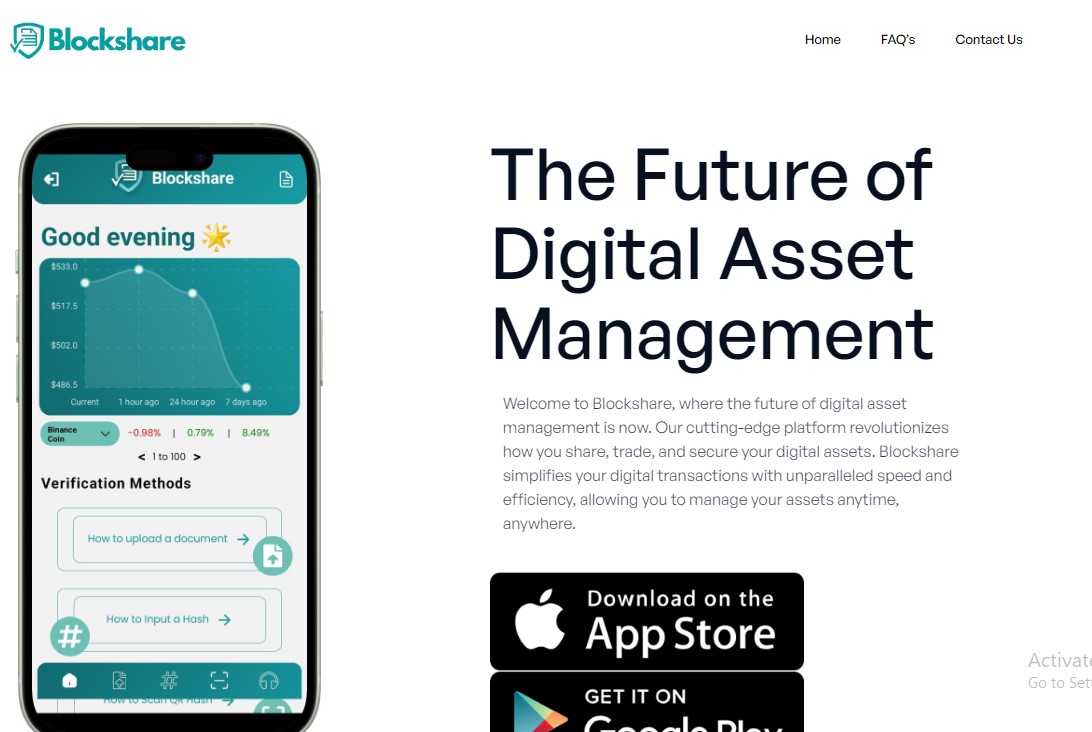 Blockshare
Home
FAQ's
Contact Us
Blockshare
Good evening
$533.0
$517.5
$502.0
$486.5
Current
1 hour ago
24 hour ago
7 days ago
Binance
Coin
-0.98%
|
0.79%
|
8.49%
< 1 to 100 >
Verification Methods
How to upload a document
How to Input a Hash
#
How to Scan QR Hash
The Future of
Digital Asset
Management
Welcome to Blockshare, where the future of digital asset
management is now. Our cutting-edge platform revolutionizes
how you share, trade, and secure your digital assets. Blockshare
simplifies your digital transactions with unparalleled speed and
efficiency, allowing you to manage your assets anytime,
anywhere.
Download on the
App Store
GET IT ON
Google Play
Activate
Go to Sett